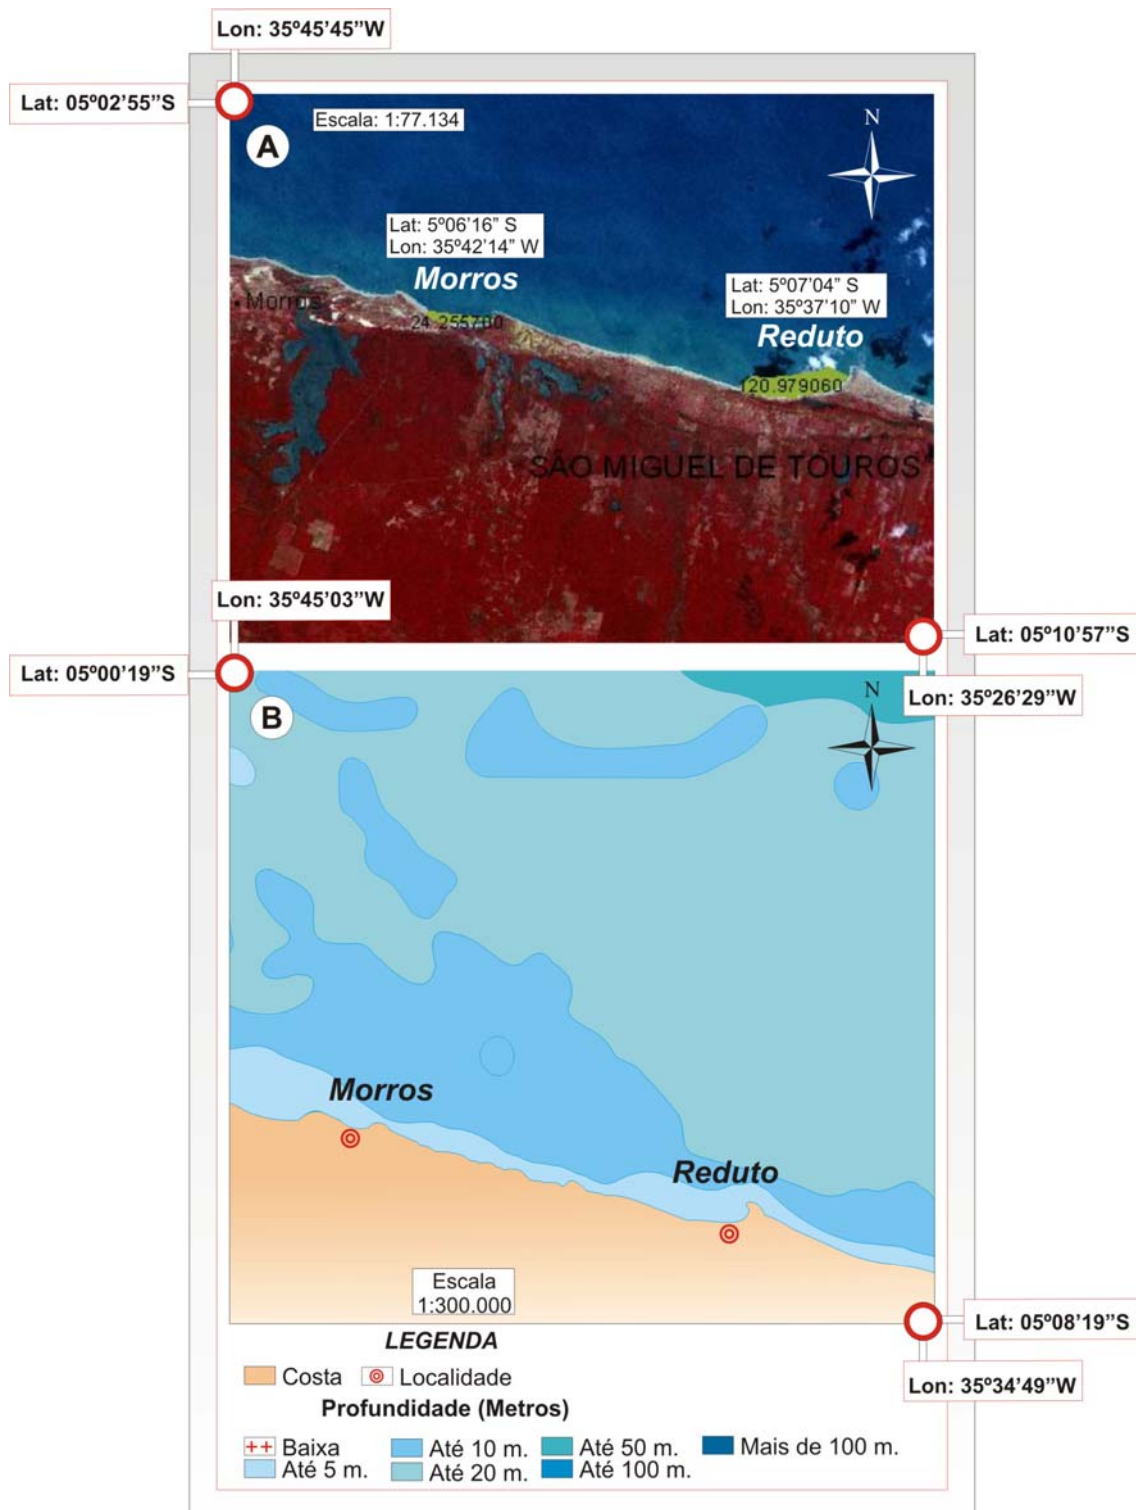 Lon: 35º45'45”W
Lat: 05º02'55”S
Escala: 1:77.134
A
N
Lat: 5º06'16” S
Lon: 35º42'14” W
Morros
Lat: 5º07'04” S
Lon: 35º37'10” W
Reduto
Morros
24.255700
120.979060
SÃO MIGUEL DE TOUROS
Lon: 35º45'03”W
Lat: 05º10'57”S
Lat: 05º00'19”S
Lon: 35º26'29”W
B
N
Morros
Reduto
Escala
1:300.000
Lat: 05º08'19”S
LEGENDA
Costa
Localidade
Lon: 35º34'49”W
Profundidade (Metros)
++ Baixa
Até 10 m.
Até 50 m.
Mais de 100 m.
Até 5 m.
Até 20 m.
Até 100 m.